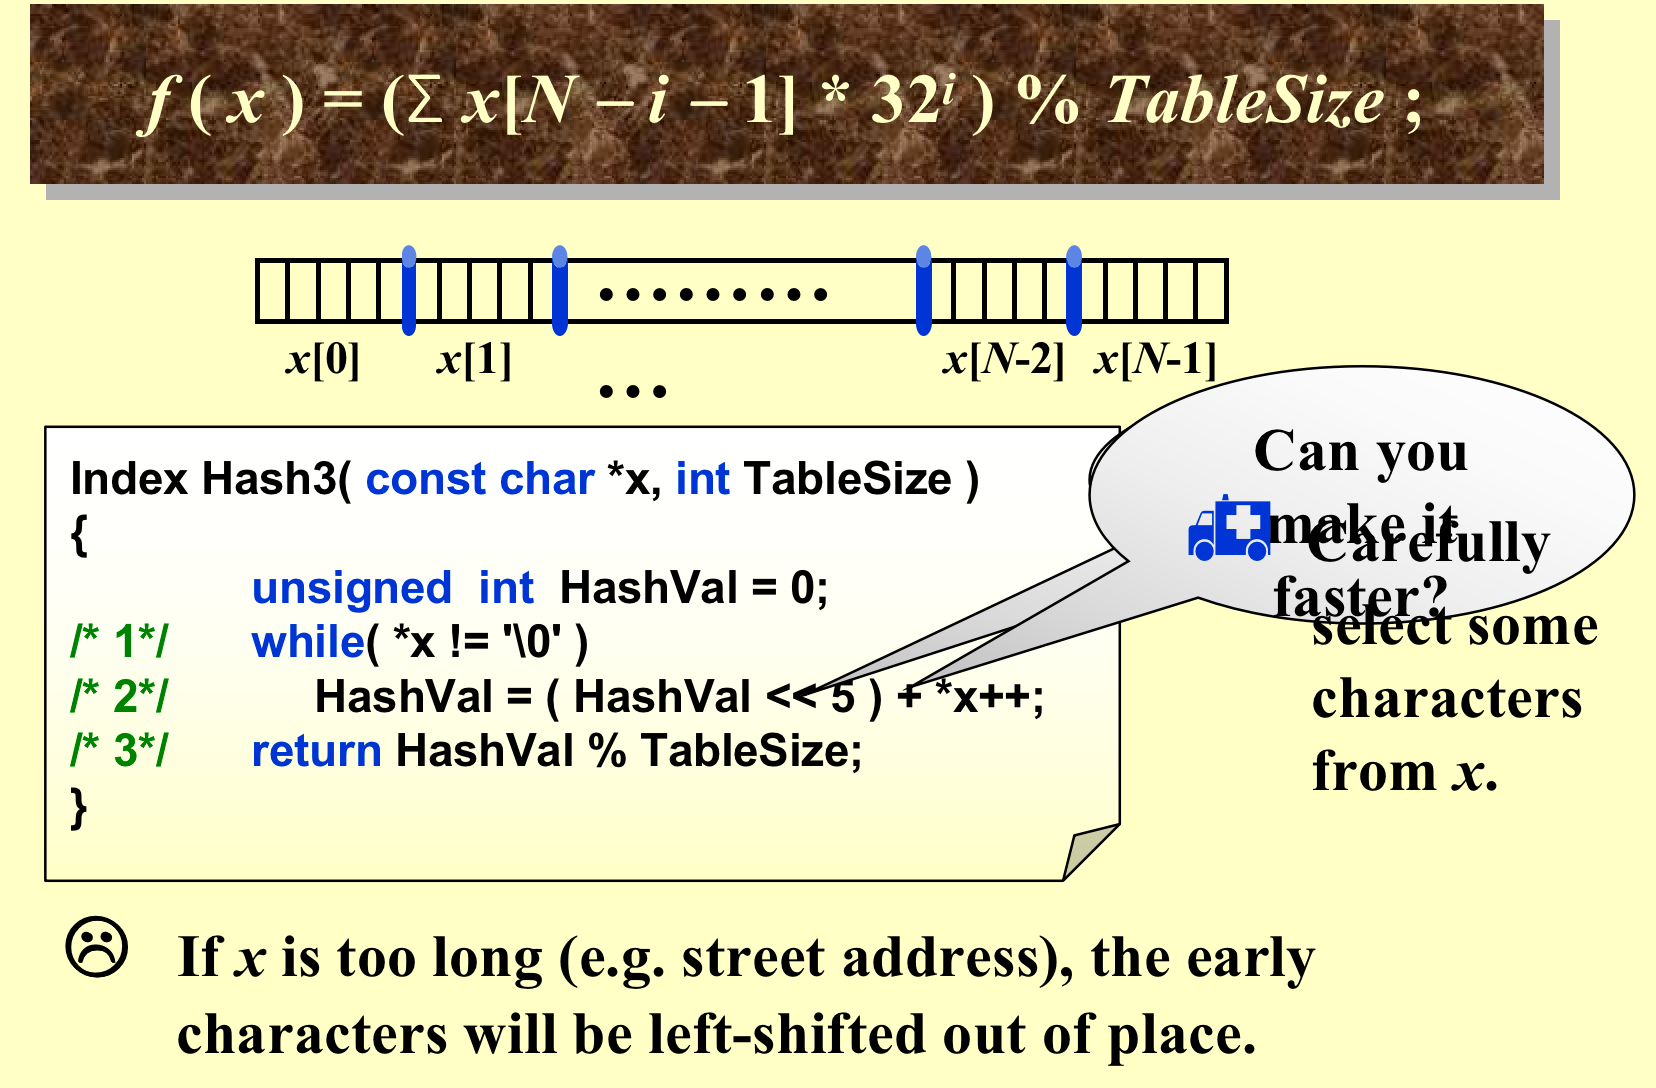 f ( x ) = (Σ x[N – i – 1] * 32^i ) % TableSize ;
x[0] x[1] x[N-2] x[N-1]
Index Hash3( const char *x, int TableSize )
{
unsigned int HashVal = 0;
/* 1*/ while( *x != '\0' )
/* 2*/ HashVal = ( HashVal << 5 ) + *x++;
/* 3*/ return HashVal % TableSize;
}
Can you
make it
faster?
Carefully
select some
characters
from x.
If x is too long (e.g. street address), the early
characters will be left-shifted out of place.